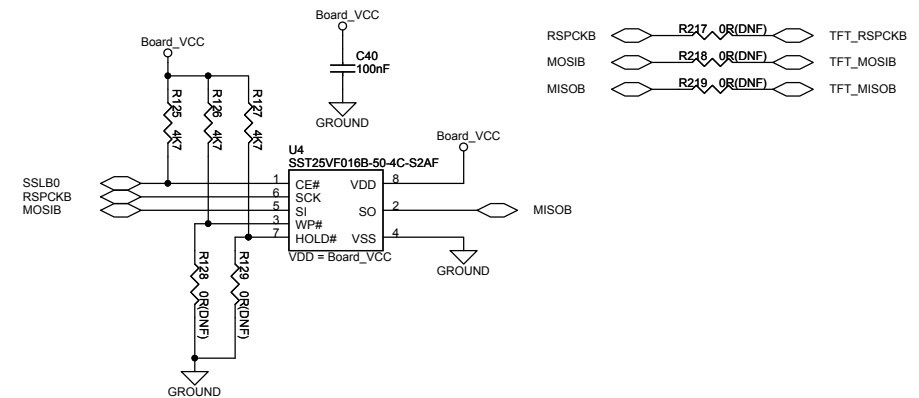 Board_VCC
C40
100nF
GROUND
RSPCKB
R217 0R(DNF)
TFT_RSPCKB
MOSIB
R218 0R(DNF)
TFT_MOSIB
MISOB
R219 0R(DNF)
TFT_MISOB
Board_VCC
R125 4K7
R126 4K7
R127 4K7
Board_VCC
U4
SST25VF016B-50-4C-S2AF
SSLB0
1 CE#
VDD 8
RSPCKB
6 SCK
MOSIB
5 SI
SO 2
MISOB
3 WP#
7 HOLD#
VSS 4
VDD = Board_VCC
GROUND
R128 0R(DNF)
R129 0R(DNF)
GROUND